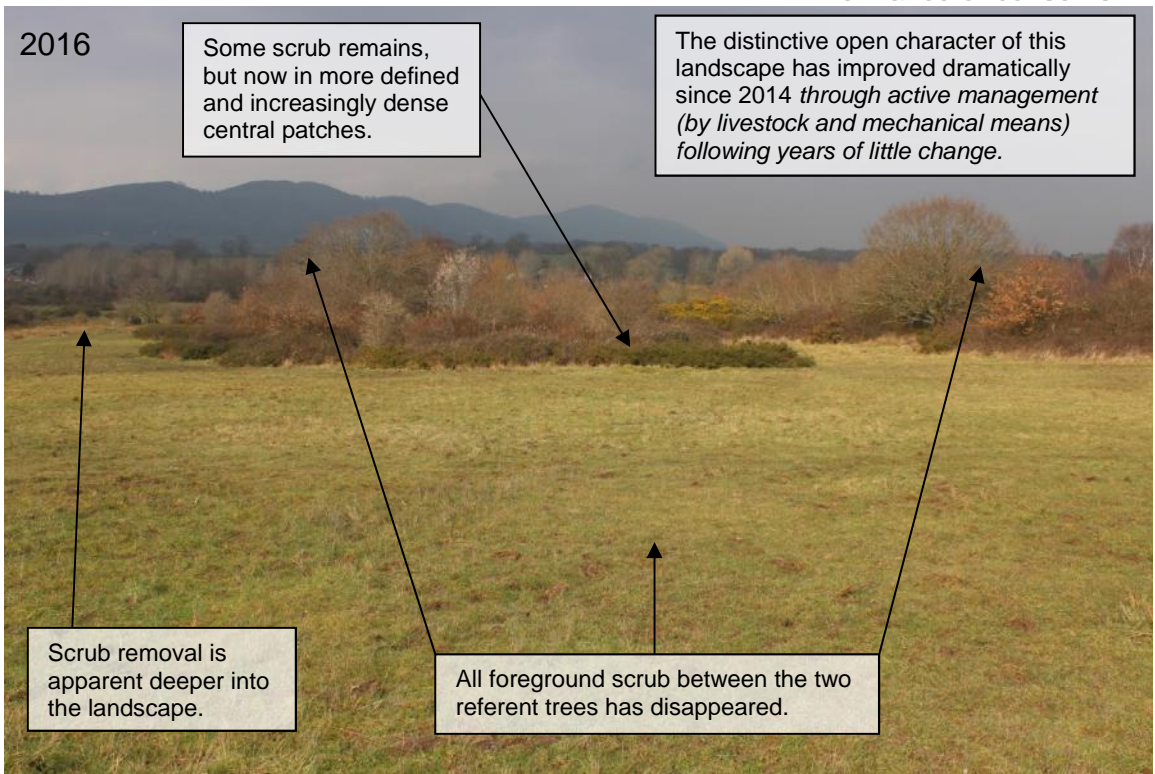 2016
Some scrub remains,
but now in more defined
and increasingly dense
central patches.
The distinctive open character of this
landscape has improved dramatically
since 2014 through active management
(by livestock and mechanical means)
following years of little change.
Scrub removal is
apparent deeper into
the landscape.
All foreground scrub between the two
referent trees has disappeared.